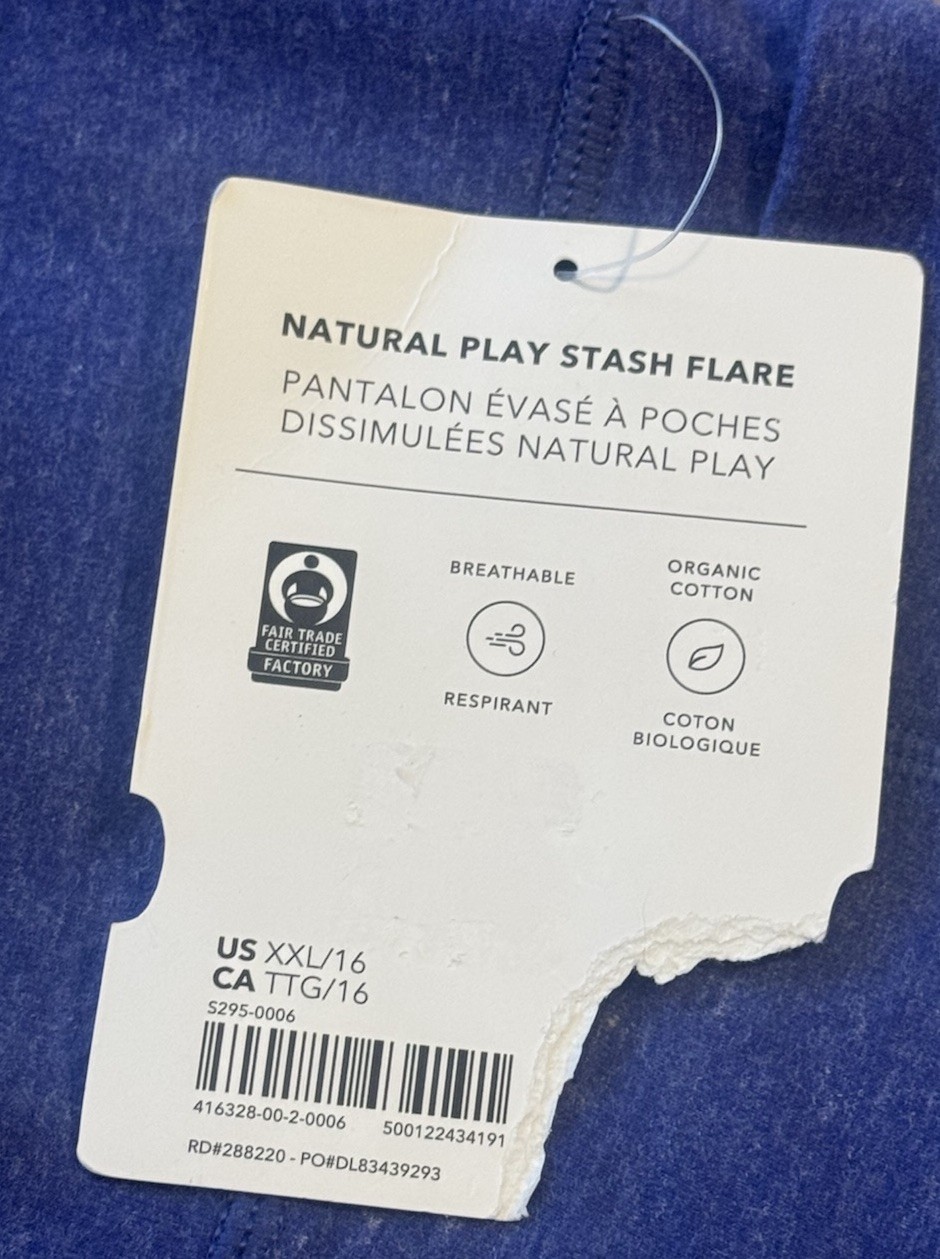 NATURAL PLAY STASH FLARE
PANTALON ÉVASÉ À POCHES
DISSIMULÉES NATURAL PLAY
FAIR TRADE
CERTIFIED
FACTORY
BREATHABLE
RESPIRANT
ORGANIC
COTTON
COTON
BIOLOGIQUE
US XXL/16
CA TTG/16
S295-0006
416328-00-2-0006 500122434191
RD#288220 - PO#DL83439293